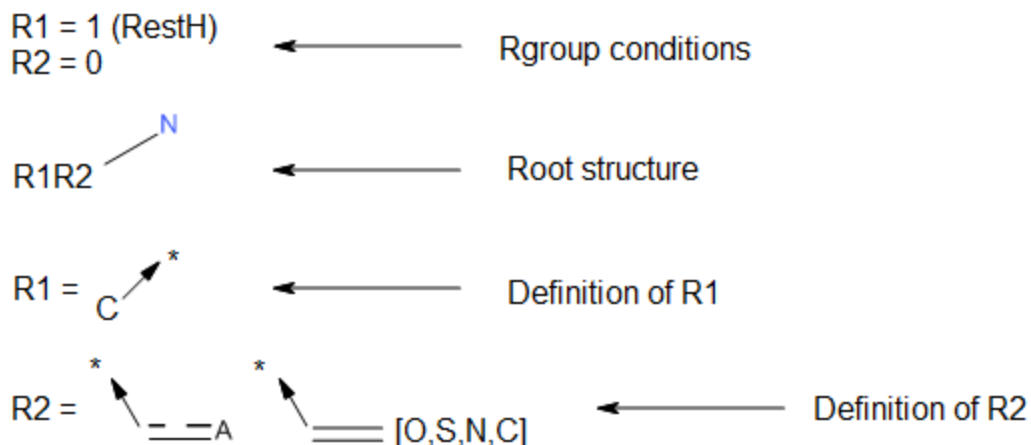 R1 = 1 (RestH)
R2 = 0
Rgroup conditions
N
R1R2
Root structure
*
R1 = C
Definition of R1
* *
R2 = A [O,S,N,C]
Definition of R2